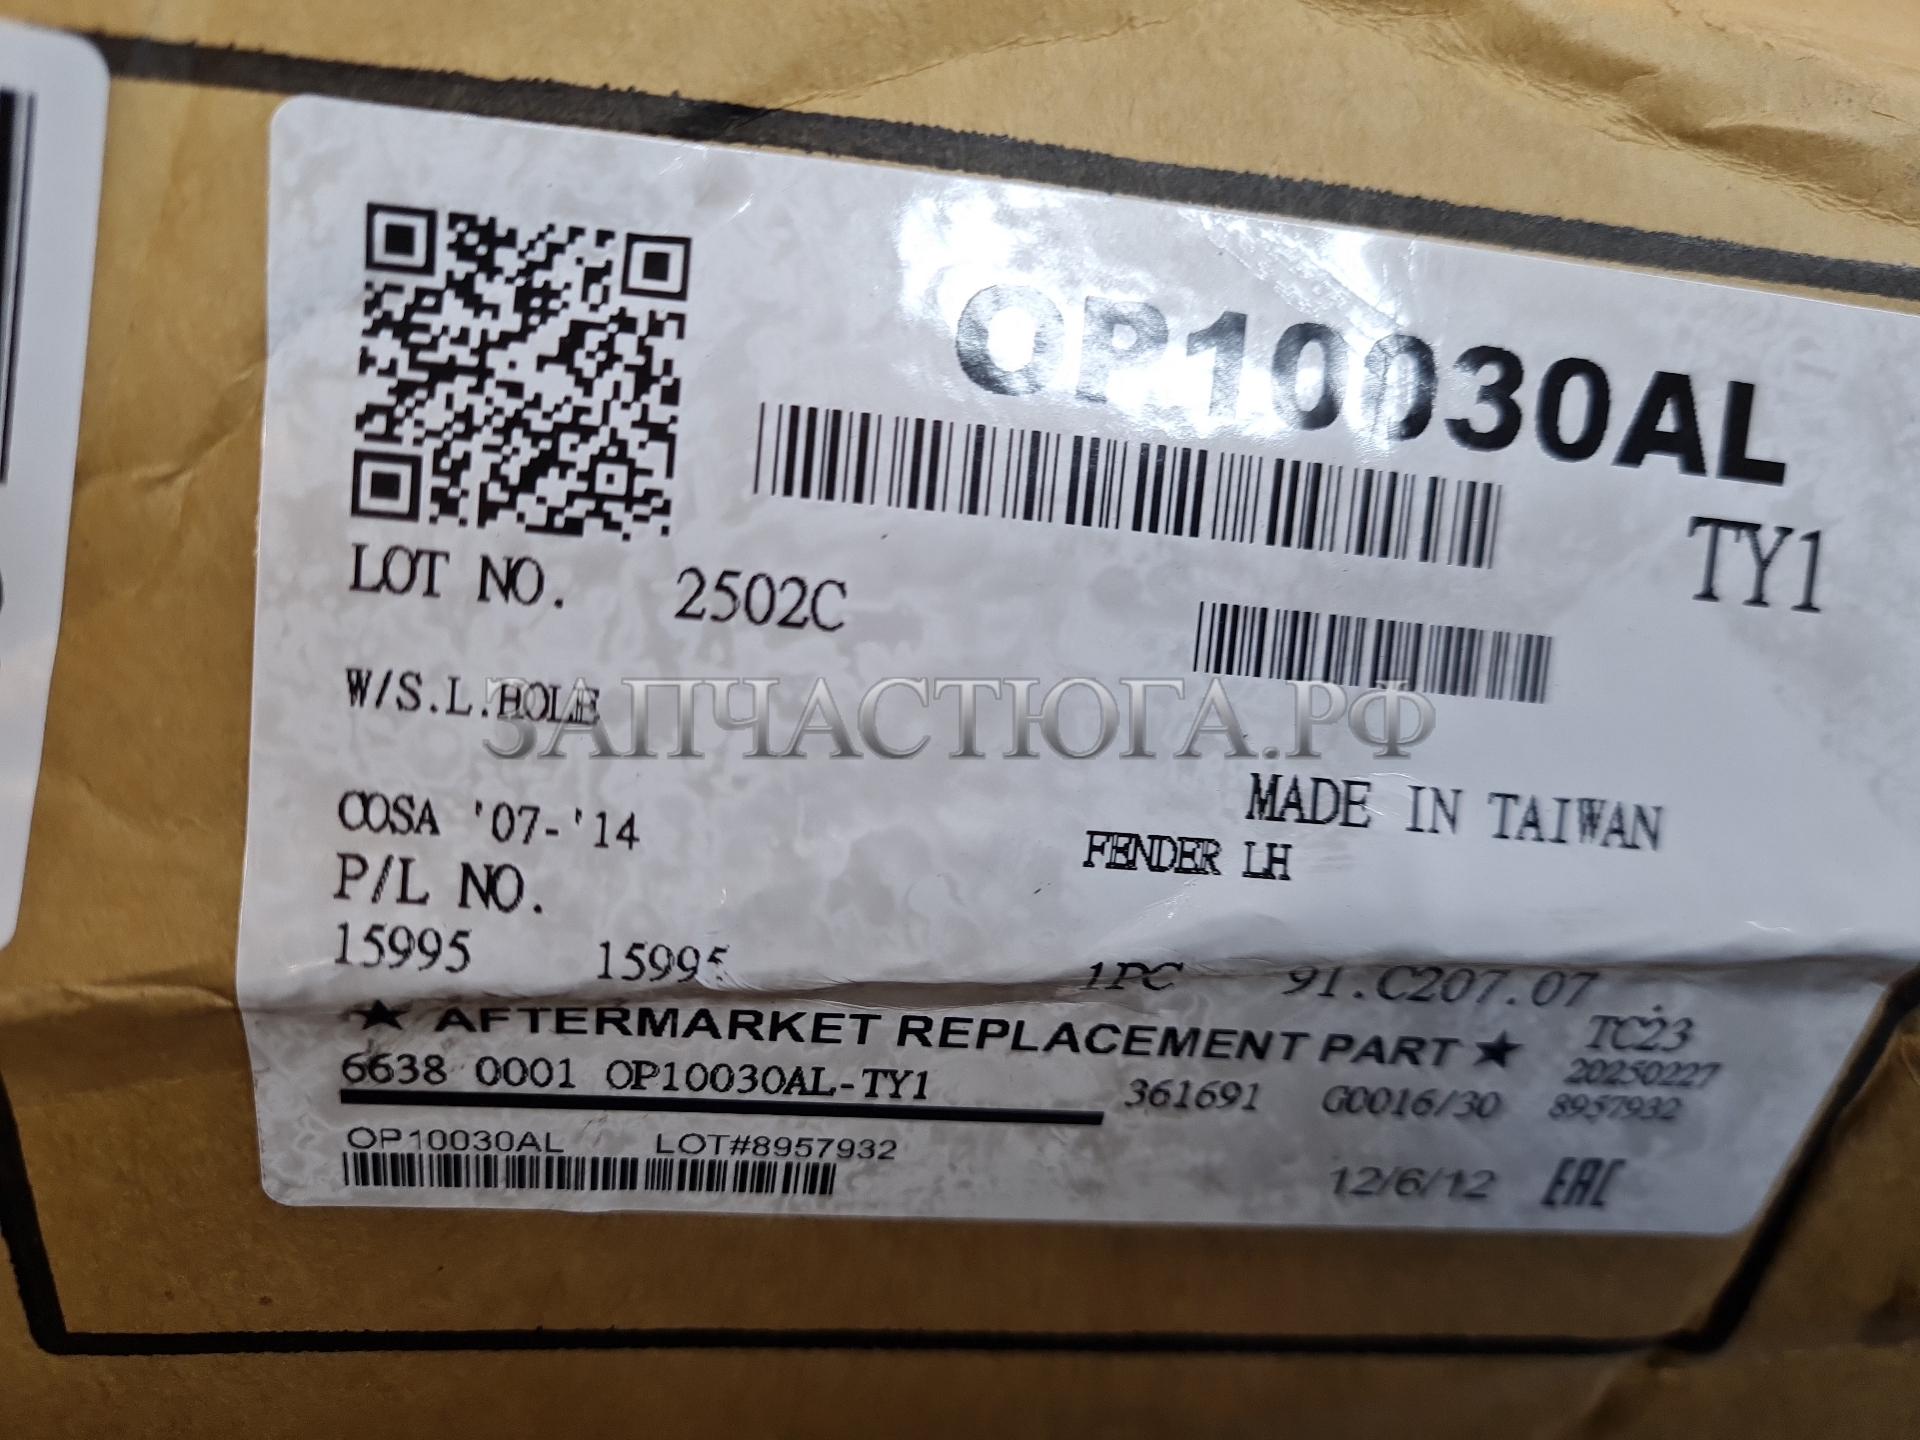 OP10030AL
TY1
LOT NO. 2502C
W/S.L.HOLE
ЗАПЧАСТЮГА.РФ
MADE IN TAIWAN
COSA '07-'14
FENDER LH
P/L NO.
15995 15995
1PC 91.C207.07
★ AFTERMARKET REPLACEMENT PART ★
TC23
6638 0001 OP10030AL-TY1
20250227
361691 G0016/30 8957932
OP10030AL LOT#8957932
12/6/12 EAC